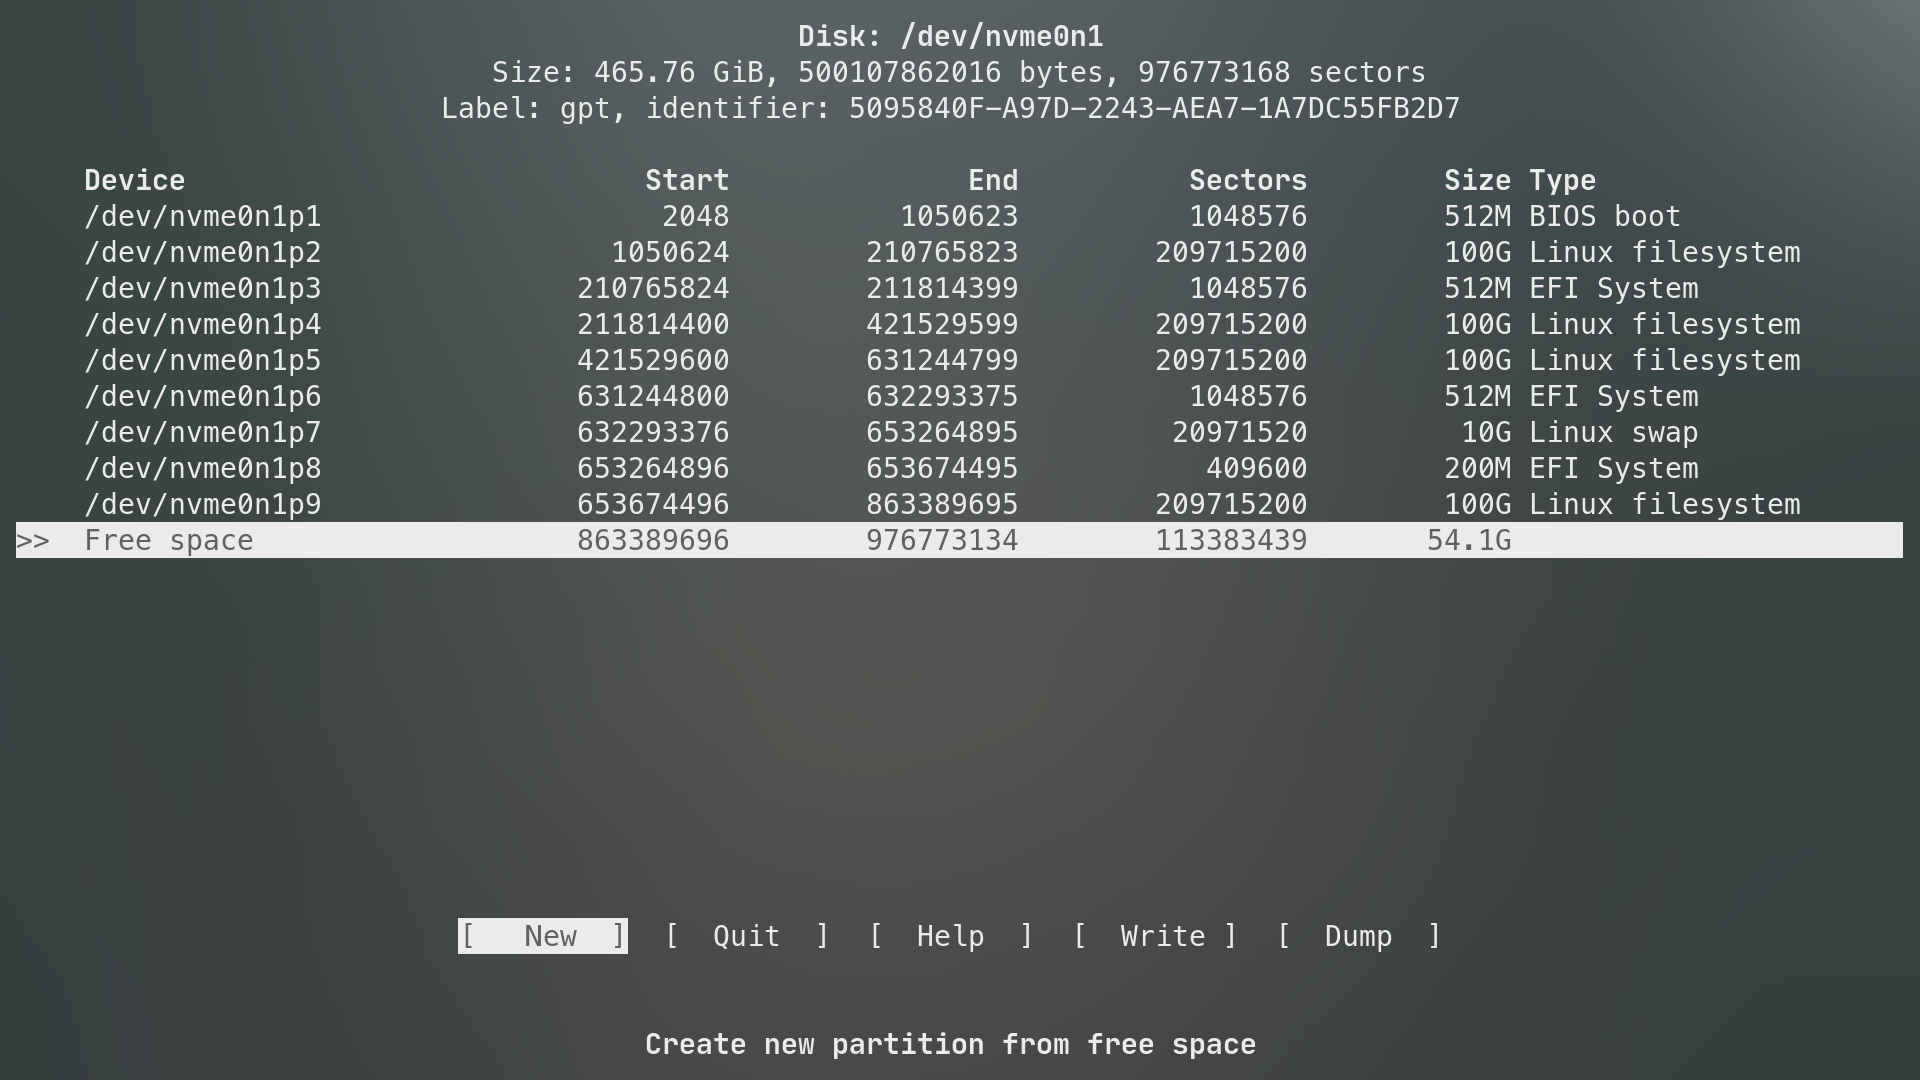 Disk: /dev/nvme0n1
Size: 465.76 GiB, 500107862016 bytes, 976773168 sectors
Label: gpt, identifier: 5095840F-A97D-2243-AEA7-1A7DC55FB2D7
Device Start End Sectors Size Type
/dev/nvme0n1p1 2048 1050623 1048576 512M BIOS boot
/dev/nvme0n1p2 1050624 210765823 209715200 100G Linux filesystem
/dev/nvme0n1p3 210765824 211814399 1048576 512M EFI System
/dev/nvme0n1p4 211814400 421529599 209715200 100G Linux filesystem
/dev/nvme0n1p5 421529600 631244799 209715200 100G Linux filesystem
/dev/nvme0n1p6 631244800 632293375 1048576 512M EFI System
/dev/nvme0n1p7 632293376 653264895 20971520 10G Linux swap
/dev/nvme0n1p8 653264896 653674495 409600 200M EFI System
/dev/nvme0n1p9 653674496 863389695 209715200 100G Linux filesystem
>> Free space 863389696 976773134 113383439 54.1G
[ New ] [ Quit ] [ Help ] [ Write ] [ Dump ]
Create new partition from free space